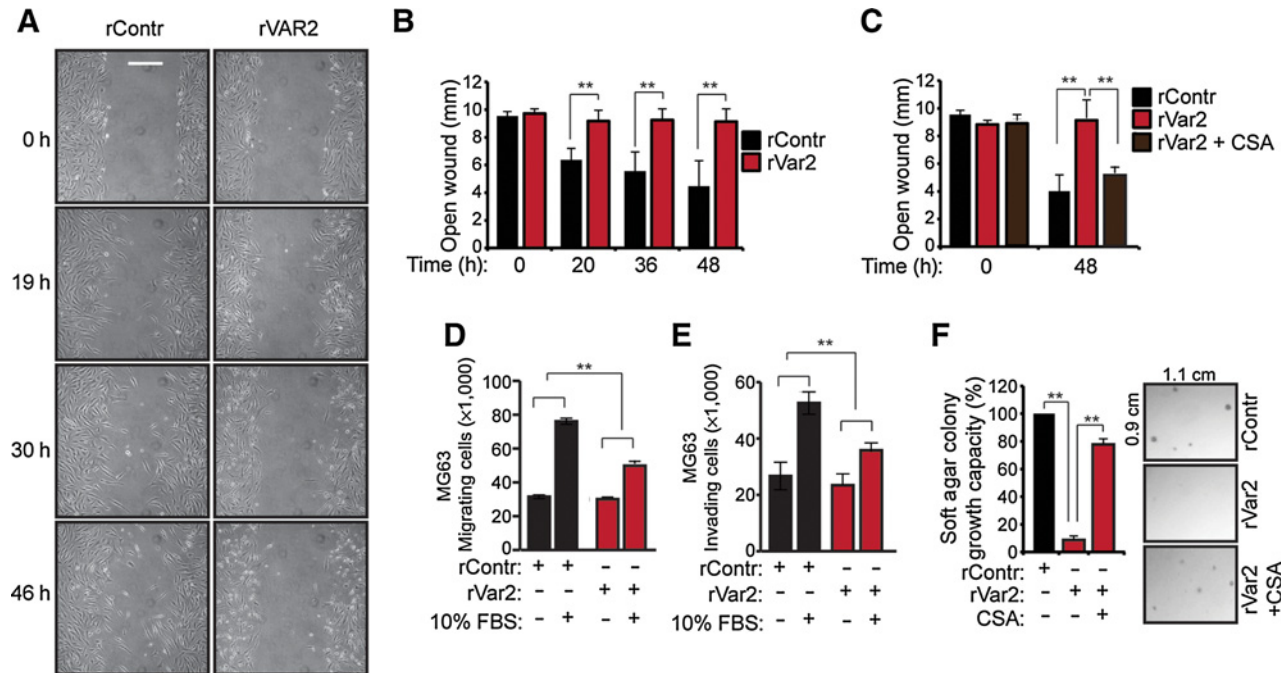 A
rContr
rVAR2
0 h
19 h
30 h
46 h
B
Open wound (mm)
12
10
8
6
4
2
0
**
**
**
rContr
rVar2
Time (h):
0
20
36
48
C
Open wound (mm)
12
10
8
6
4
2
0
**
**
rContr
rVar2
rVar2 + CSA
Time (h):
0
48
D
MG63
Migrating cells (×1,000)
100
80
60
40
20
0
**
rContr: + + - -
rVar2: - - + +
10% FBS: - + - +
E
MG63
Invading cells (×1,000)
60
40
20
0
**
rContr: + + - -
rVar2: - - + +
10% FBS: - + - +
F
Soft agar colony
growth capacity (%)
120
100
80
60
40
20
0
**
**
rContr: + - -
rVar2: - + +
CSA: - - +
1.1 cm
0.9 cm
rContr
rVar2
rVar2
+CSA